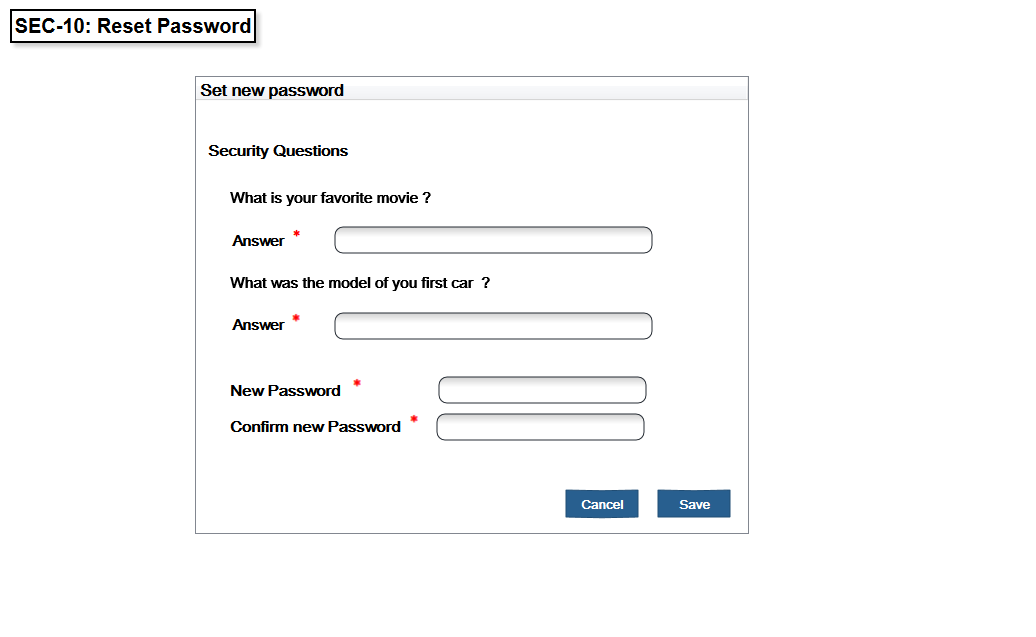 SEC-10: Reset Password
Set new password
Security Questions
What is your favorite movie ?
Answer *
What was the model of you first car ?
Answer *
New Password *
Confirm new Password *
Cancel Save